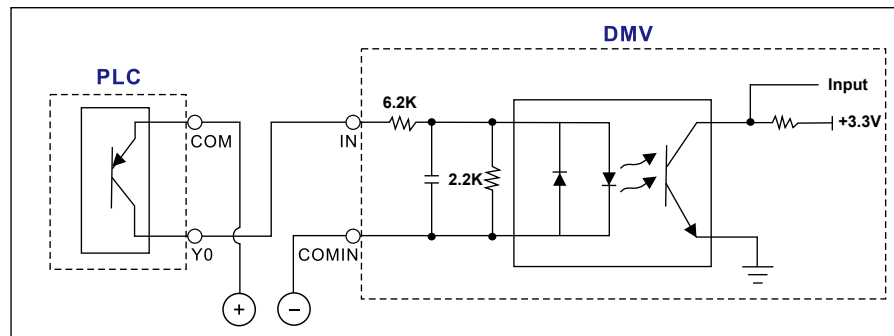 DMV
PLC
6.2K
Input
+3.3V
COM
IN
2.2K
Y0
COMIN
+
−